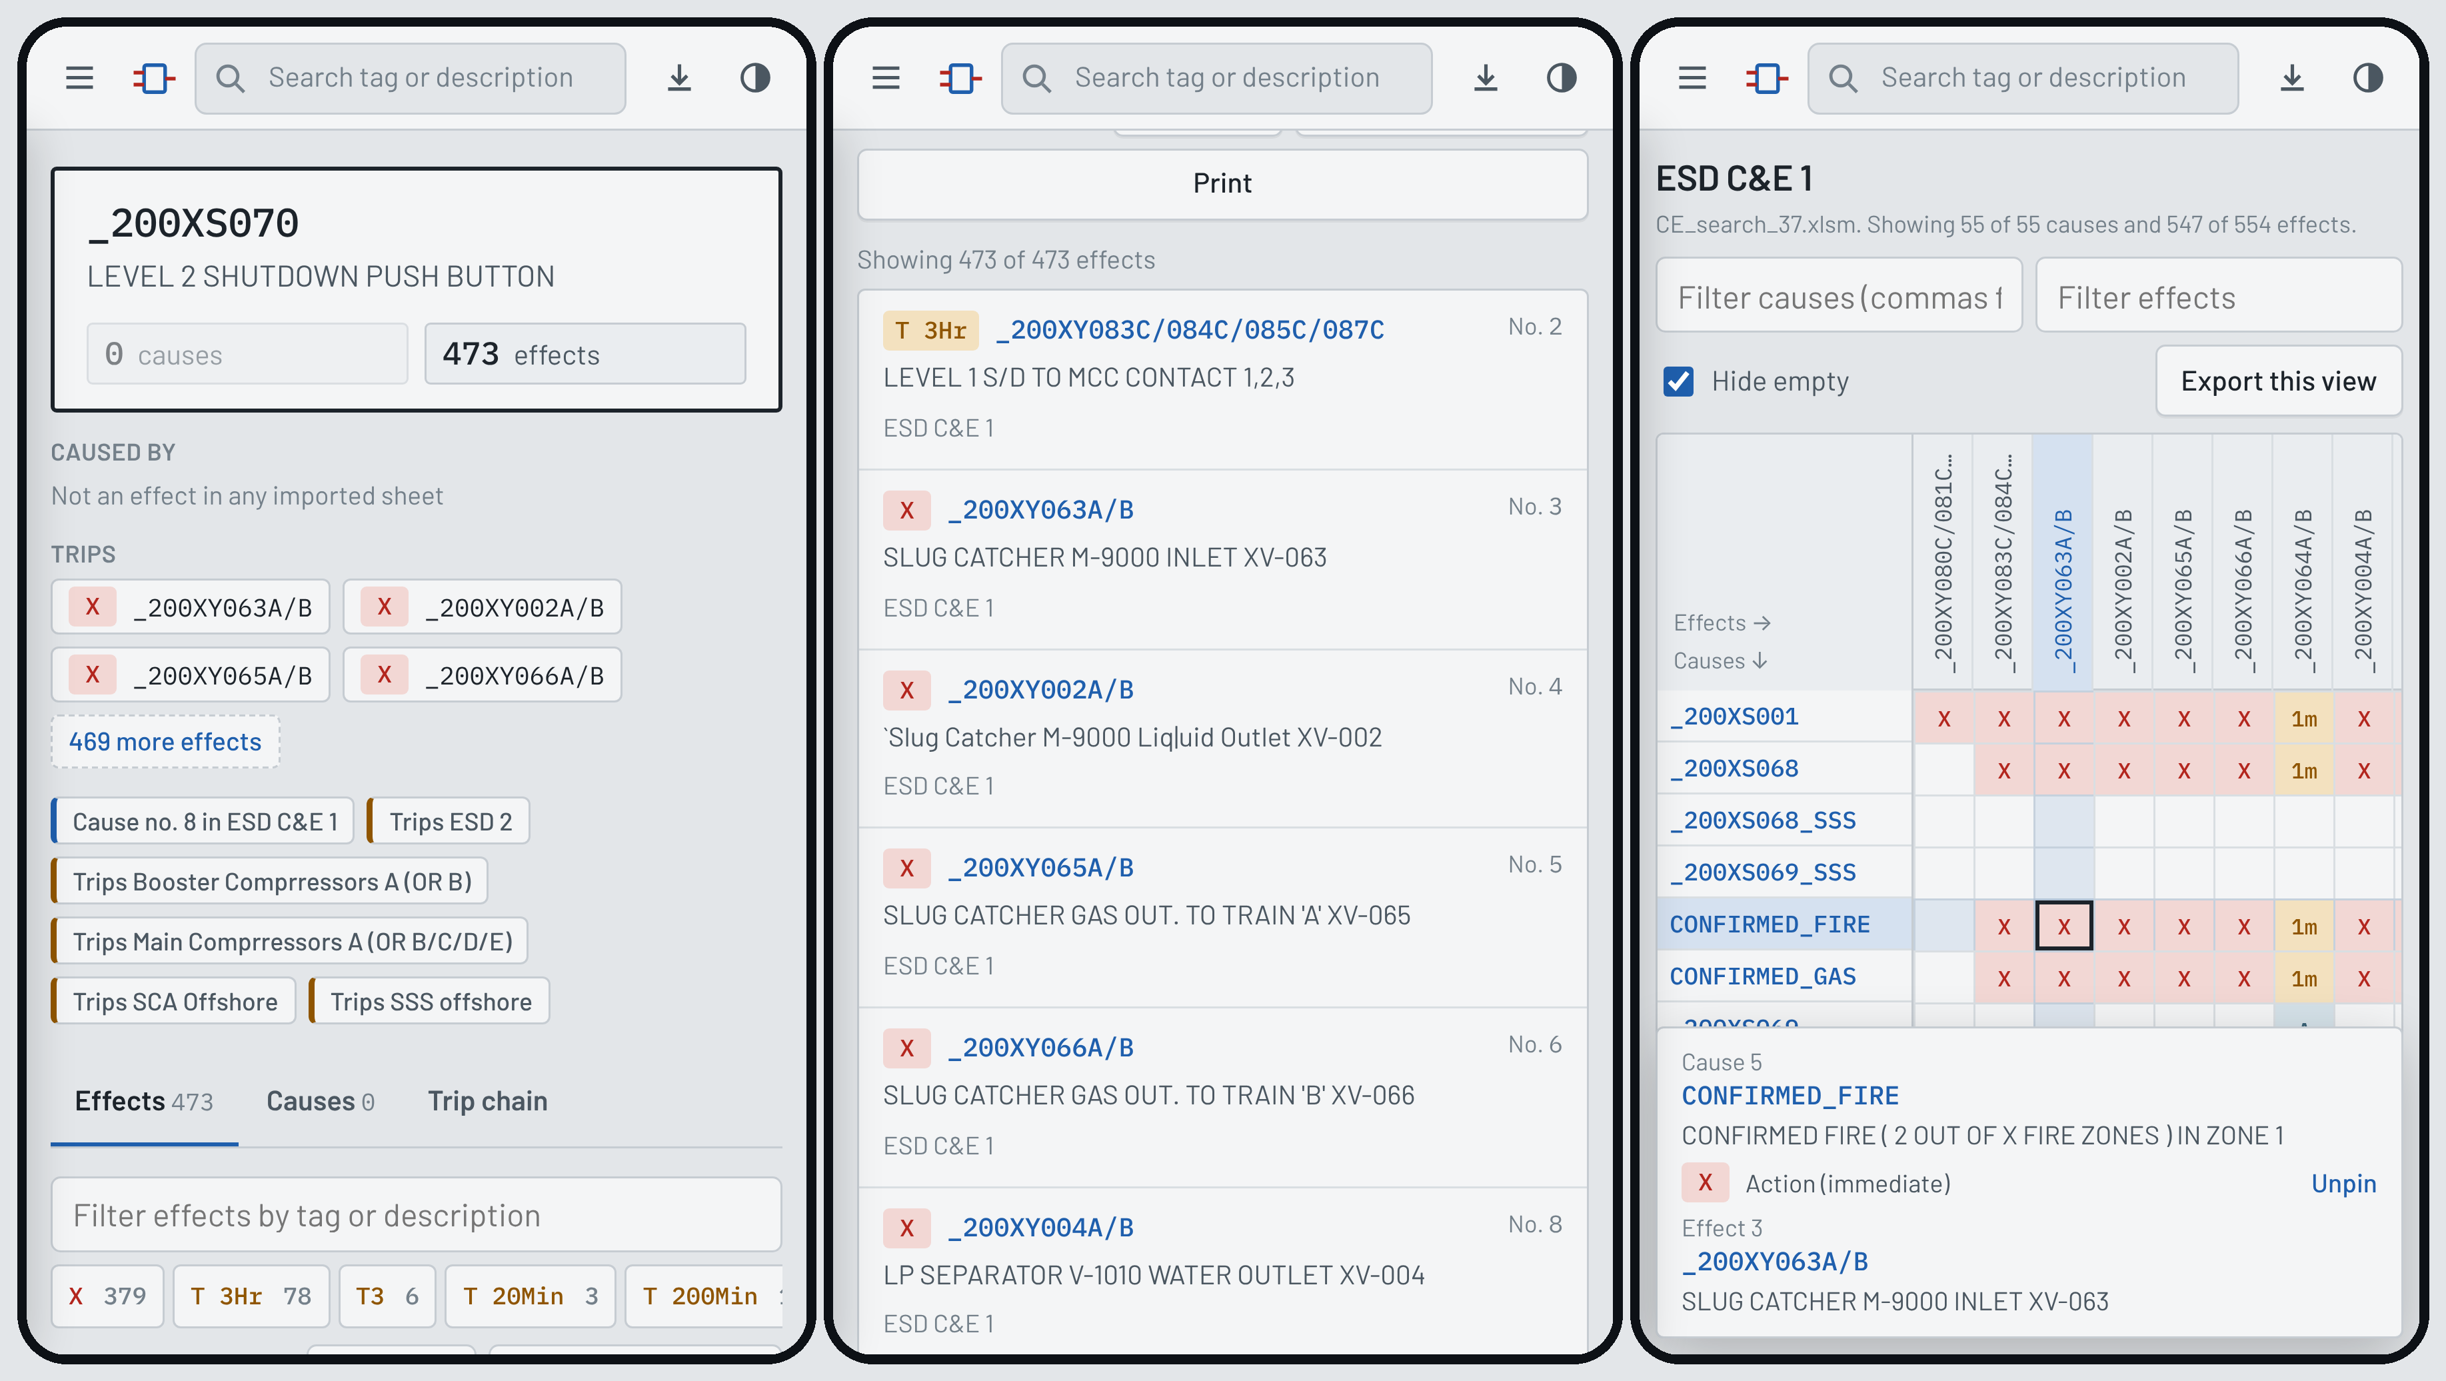 Search tag or description
_200XS070
LEVEL 2 SHUTDOWN PUSH BUTTON
0 causes
473 effects
CAUSED BY
Not an effect in any imported sheet
TRIPS
X _200XY063A/B
X _200XY002A/B
X _200XY065A/B
X _200XY066A/B
469 more effects
Cause no. 8 in ESD C&E 1
Trips ESD 2
Trips Booster Comprressors A (OR B)
Trips Main Comprressors A (OR B/C/D/E)
Trips SCA Offshore
Trips SSS offshore
Effects 473
Causes 0
Trip chain
Filter effects by tag or description
X 379
T 3Hr 78
T3 6
T 20Min 3
T 200Min
Search tag or description
Print
Showing 473 of 473 effects
T 3Hr _200XY083C/084C/085C/087C No. 2
LEVEL 1 S/D TO MCC CONTACT 1,2,3
ESD C&E 1
X _200XY063A/B No. 3
SLUG CATCHER M-9000 INLET XV-063
ESD C&E 1
X _200XY002A/B No. 4
`Slug Catcher M-9000 Liq|uid Outlet XV-002
ESD C&E 1
X _200XY065A/B No. 5
SLUG CATCHER GAS OUT. TO TRAIN 'A' XV-065
ESD C&E 1
X _200XY066A/B No. 6
SLUG CATCHER GAS OUT. TO TRAIN 'B' XV-066
ESD C&E 1
X _200XY004A/B No. 8
LP SEPARATOR V-1010 WATER OUTLET XV-004
ESD C&E 1
Search tag or description
ESD C&E 1
CE_search_37.xlsm. Showing 55 of 55 causes and 547 of 554 effects.
Filter causes (commas f
Filter effects
Hide empty
Export this view
Effects →
Causes ↓
_200XY080C/081C…
_200XY083C/084C…
_200XY063A/B
_200XY002A/B
_200XY065A/B
_200XY066A/B
_200XY064A/B
_200XY004A/B
_200XS001 X X X X X X 1m X
_200XS068 X X X X X 1m X
_200XS068_SSS
_200XS069_SSS
CONFIRMED_FIRE X X X X X 1m X
CONFIRMED_GAS X X X X X 1m X
Cause 5
CONFIRMED_FIRE
CONFIRMED FIRE ( 2 OUT OF X FIRE ZONES ) IN ZONE 1
X Action (immediate) Unpin
Effect 3
_200XY063A/B
SLUG CATCHER M-9000 INLET XV-063